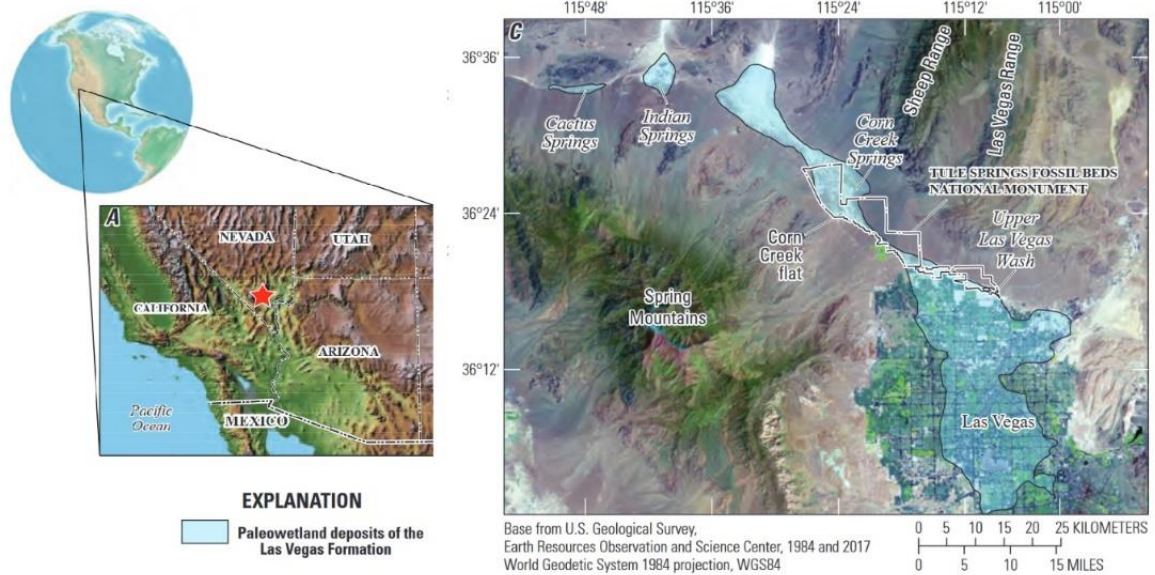 A
NEVADA
UTAH
CALIFORNIA
ARIZONA
Pacific
Ocean
MEXICO
EXPLANATION
Paleowetland deposits of the
Las Vegas Formation
115°48'
115°36'
115°24'
115°12'
115°00'
C
36°36'
36°24'
36°12'
Cactus
Springs
Indian
Springs
Corn
Creek
Springs
Sheep Range
Las Vegas Range
TULE SPRINGS FOSSIL BEDS
NATIONAL MONUMENT
Upper
Las Vegas
Wash
Corn
Creek
flat
Spring
Mountains
Las Vegas
Base from U.S. Geological Survey,
Earth Resources Observation and Science Center, 1984 and 2017
World Geodetic System 1984 projection, WGS84
0 5 10 15 20 25 KILOMETERS
0 5 10 15 MILES